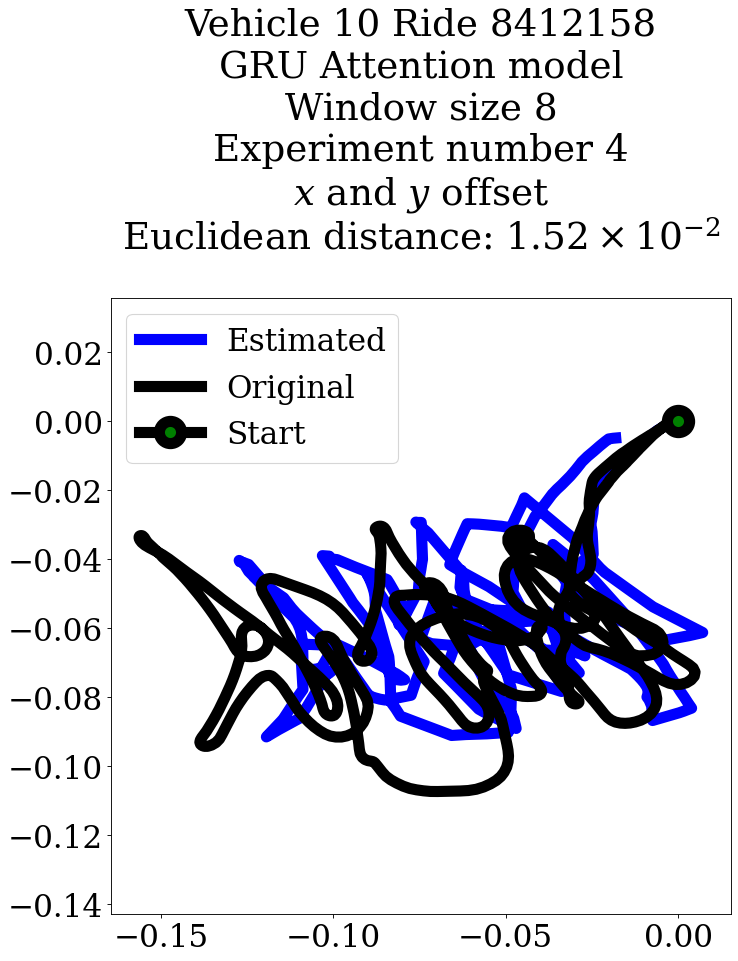 Vehicle 10 Ride 8412158
GRU Attention model
Window size 8
Experiment number 4
x and y offset
Euclidean distance: 1.52 × 10⁻²
Estimated
Original
Start
0.02
0.00
−0.02
−0.04
−0.06
−0.08
−0.10
−0.12
−0.14
−0.15
−0.10
−0.05
0.00